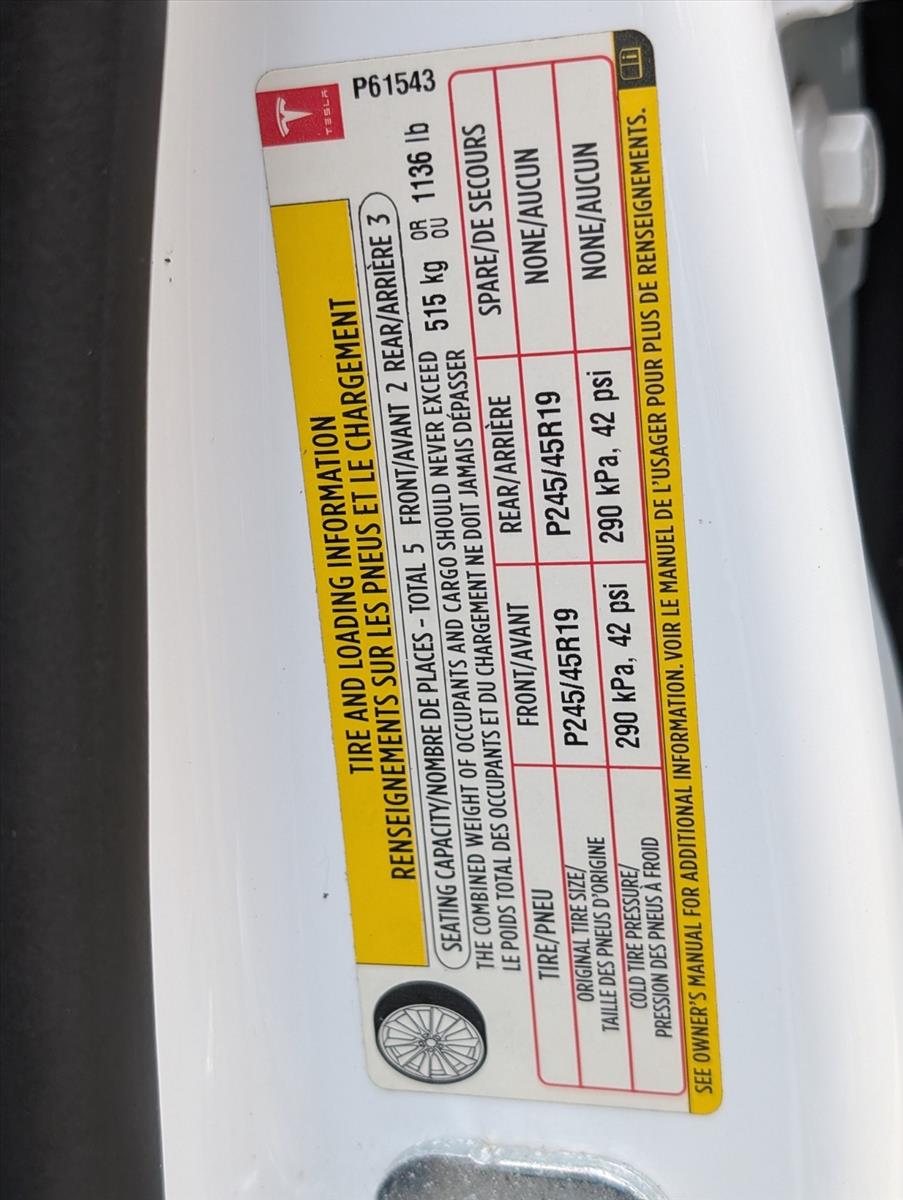 TESLA
P61543
TIRE AND LOADING INFORMATION
RENSEIGNEMENTS SUR LES PNEUS ET LE CHARGEMENT
SEATING CAPACITY/NOMBRE DE PLACES - TOTAL 5 FRONT/AVANT 2 REAR/ARRIÈRE 3
THE COMBINED WEIGHT OF OCCUPANTS AND CARGO SHOULD NEVER EXCEED
LE POIDS TOTAL DES OCCUPANTS ET DU CHARGEMENT NE DOIT JAMAIS DÉPASSER
515 kg OR OU 1136 lb
TIRE/PNEU FRONT/AVANT REAR/ARRIÈRE SPARE/DE SECOURS
ORIGINAL TIRE SIZE/
TAILLE DES PNEUS D'ORIGINE
P245/45R19 P245/45R19 NONE/AUCUN
COLD TIRE PRESSURE/
PRESSION DES PNEUS À FROID
290 kPa, 42 psi 290 kPa, 42 psi NONE/AUCUN
SEE OWNER'S MANUAL FOR ADDITIONAL INFORMATION. VOIR LE MANUEL DE L'USAGER POUR PLUS DE RENSEIGNEMENTS.